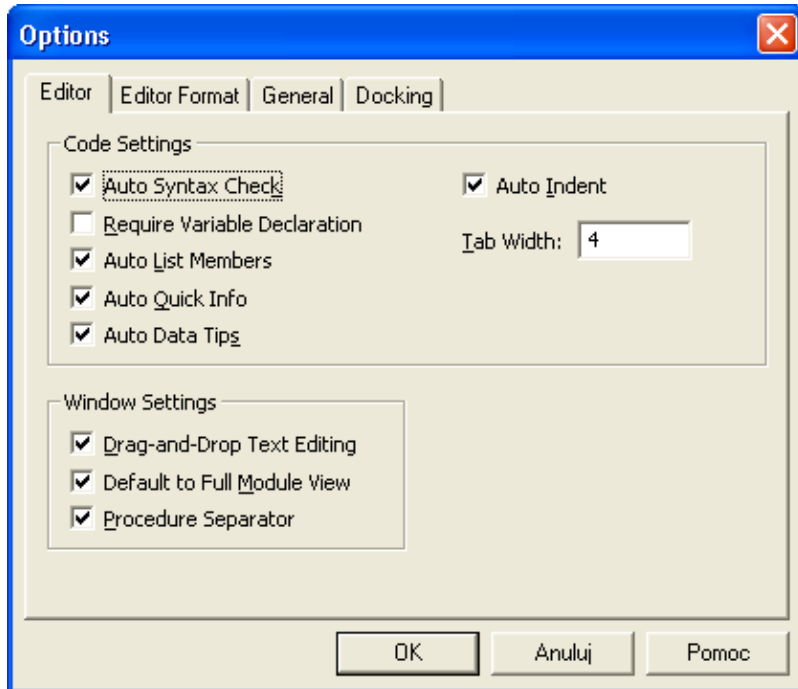 Options
Editor Editor Format General Docking
Code Settings
Auto Syntax Check
Auto Indent
Require Variable Declaration
Tab Width: 4
Auto List Members
Auto Quick Info
Auto Data Tips
Window Settings
Drag-and-Drop Text Editing
Default to Full Module View
Procedure Separator
OK Anuluj Pomoc